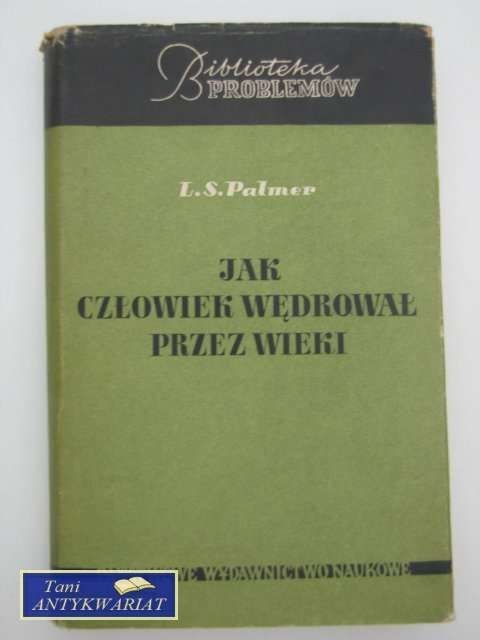 Biblioteka
PROBLEMÓW
L.S.Palmer
JAK
CZŁOWIEK WĘDROWAŁ
PRZEZ WIEKI
WYDAWNICTWO NAUKOWE
Tani
ANTYKWARIAT